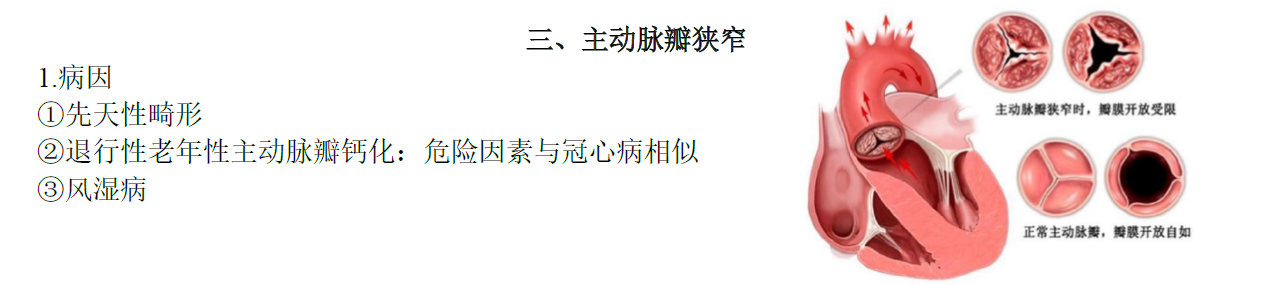 三、主动脉瓣狭窄
1.病因
①先天性畸形
②退行性老年性主动脉瓣钙化：危险因素与冠心病相似
③风湿病
主动脉瓣狭窄时，瓣膜开放受限
正常主动脉瓣，瓣膜开放自如